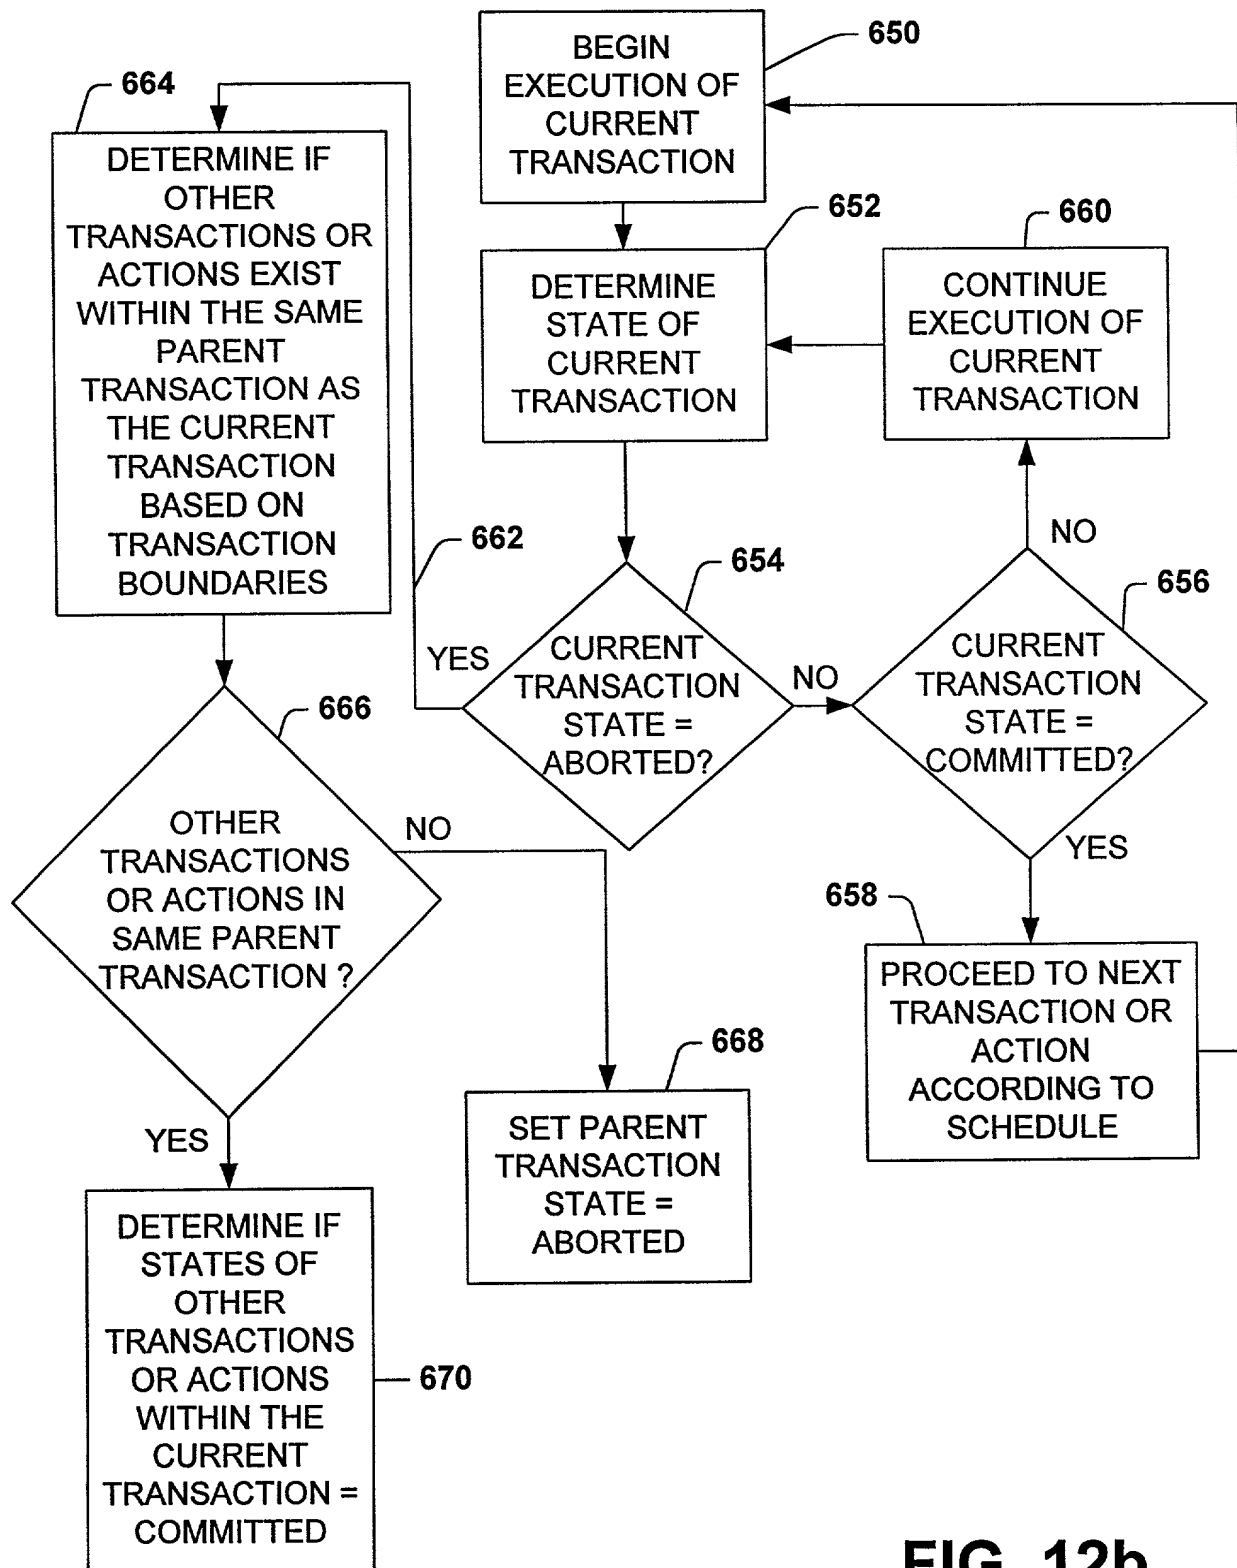 650
BEGIN
EXECUTION OF
CURRENT
TRANSACTION
664
DETERMINE IF
OTHER
TRANSACTIONS OR
ACTIONS EXIST
WITHIN THE SAME
PARENT
TRANSACTION AS
THE CURRENT
TRANSACTION
BASED ON
TRANSACTION
BOUNDARIES
652
DETERMINE
STATE OF
CURRENT
TRANSACTION
660
CONTINUE
EXECUTION OF
CURRENT
TRANSACTION
662
654
YES
CURRENT
TRANSACTION
STATE =
ABORTED?
NO
NO
656
CURRENT
TRANSACTION
STATE =
COMMITTED?
YES
666
OTHER
TRANSACTIONS
OR ACTIONS IN
SAME PARENT
TRANSACTION ?
NO
YES
658
PROCEED TO NEXT
TRANSACTION OR
ACTION
ACCORDING TO
SCHEDULE
668
SET PARENT
TRANSACTION
STATE =
ABORTED
DETERMINE IF
STATES OF
OTHER
TRANSACTIONS
OR ACTIONS
WITHIN THE
CURRENT
TRANSACTION =
COMMITTED
670
FIG. 12b